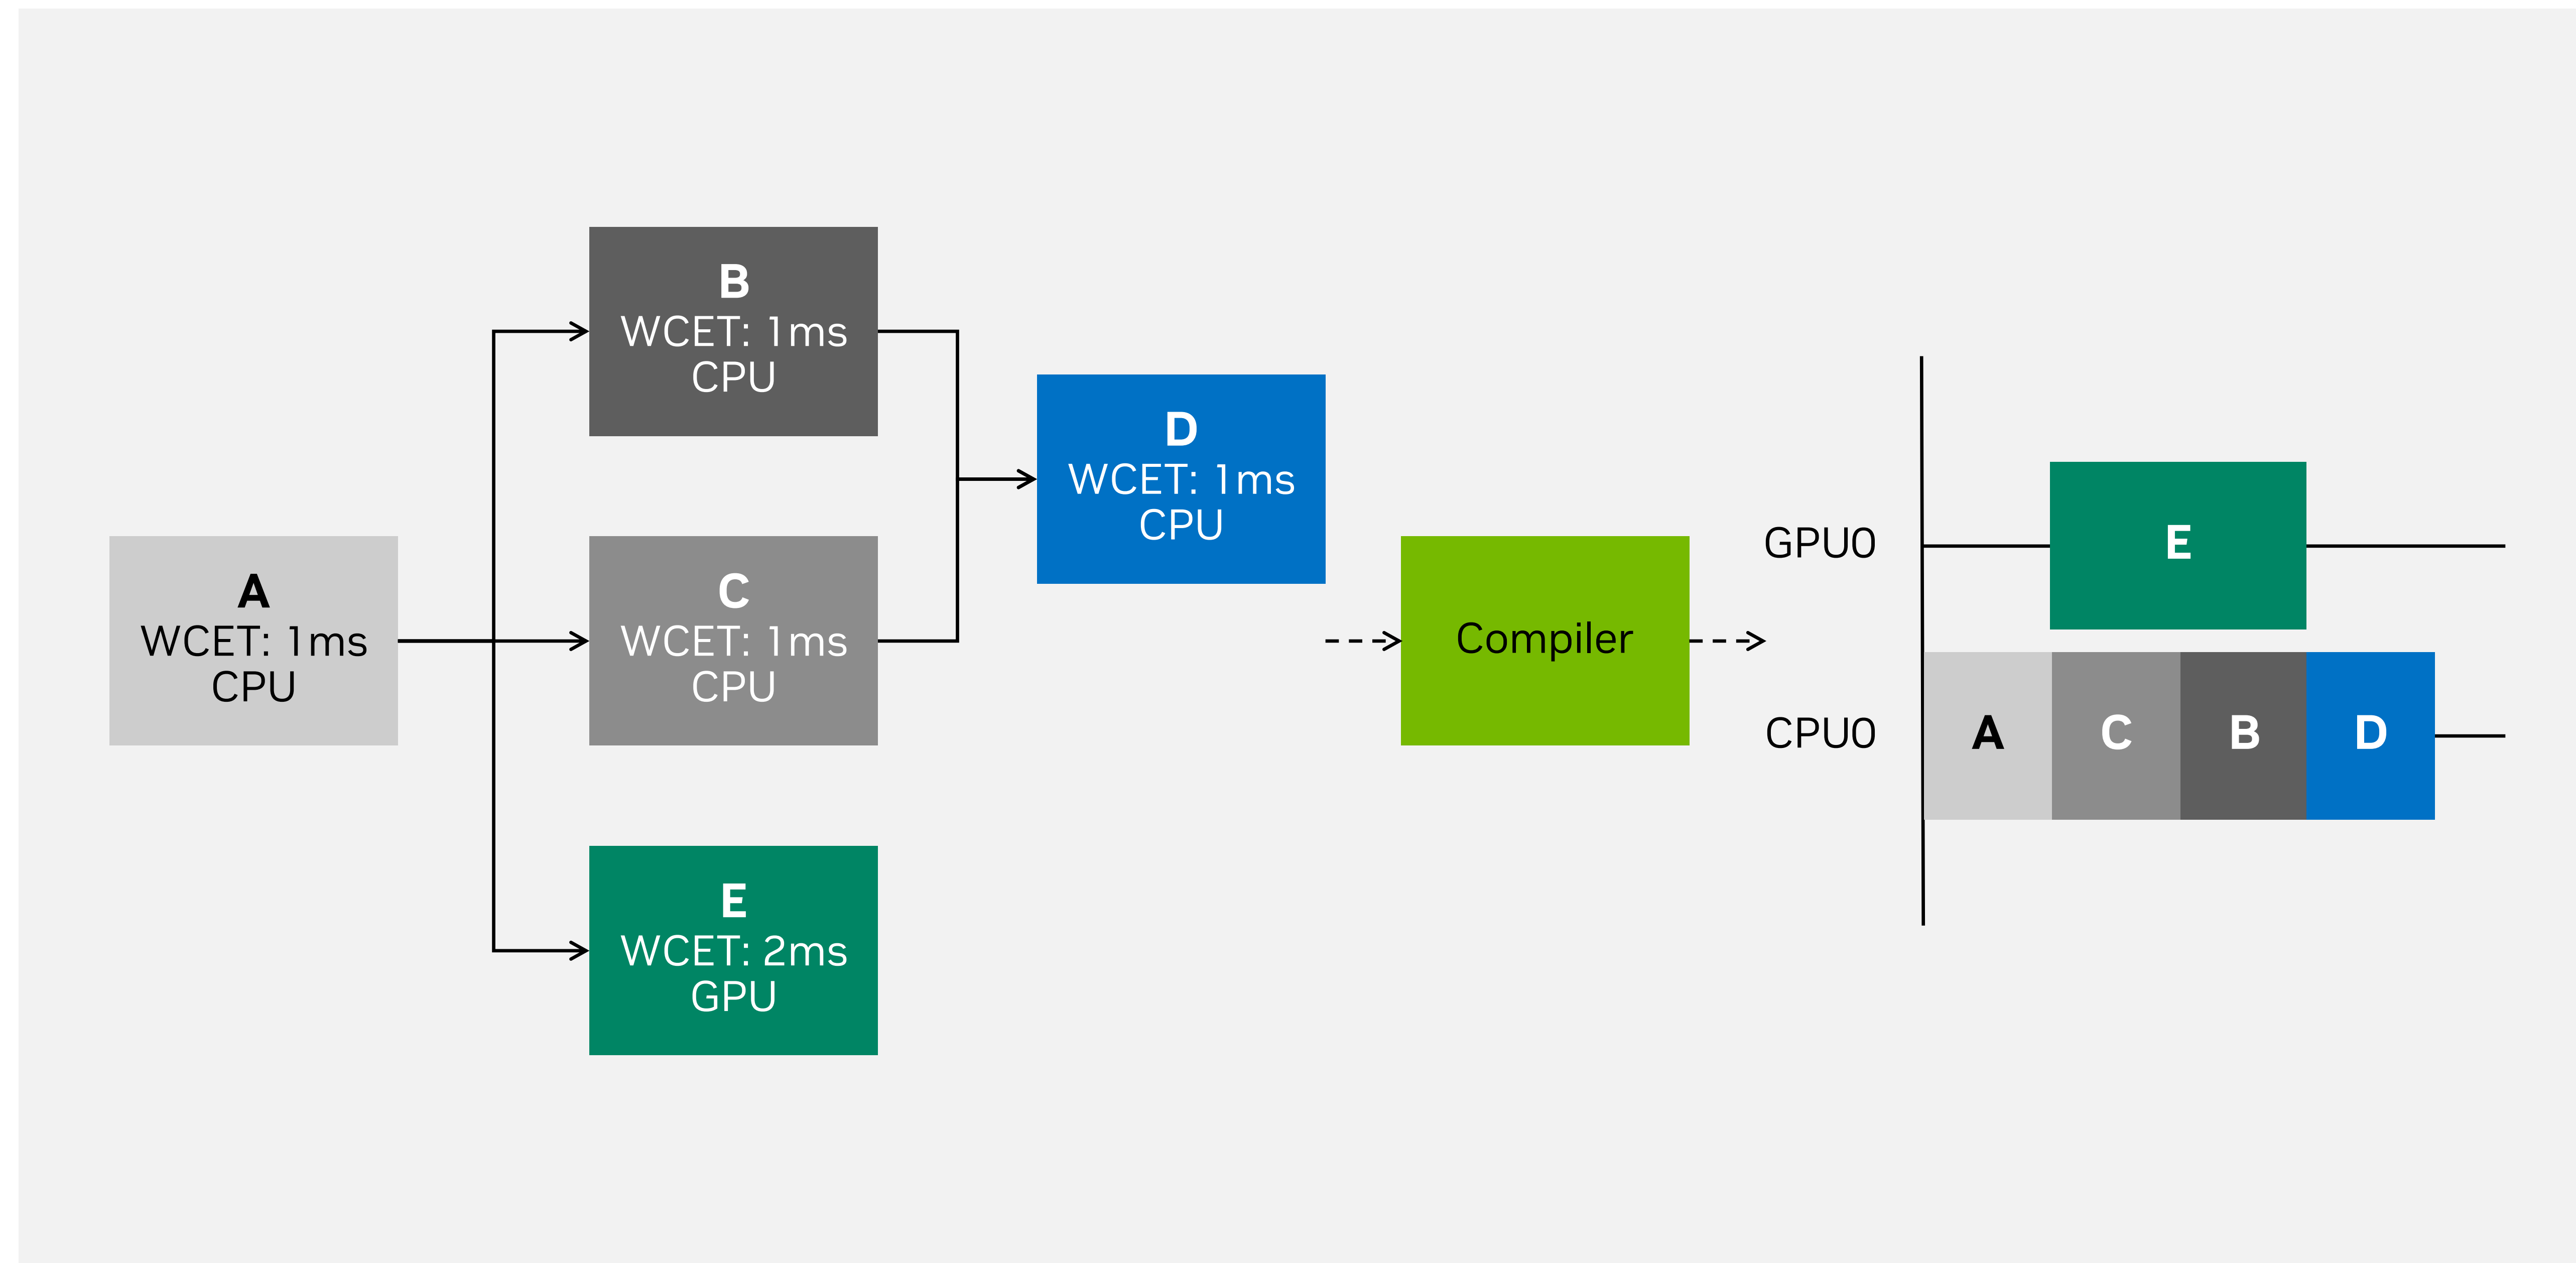 A
WCET: 1ms
CPU
B
WCET: 1ms
CPU
C
WCET: 1ms
CPU
E
WCET: 2ms
GPU
D
WCET: 1ms
CPU
Compiler
GPU0
E
CPU0
A
C
B
D